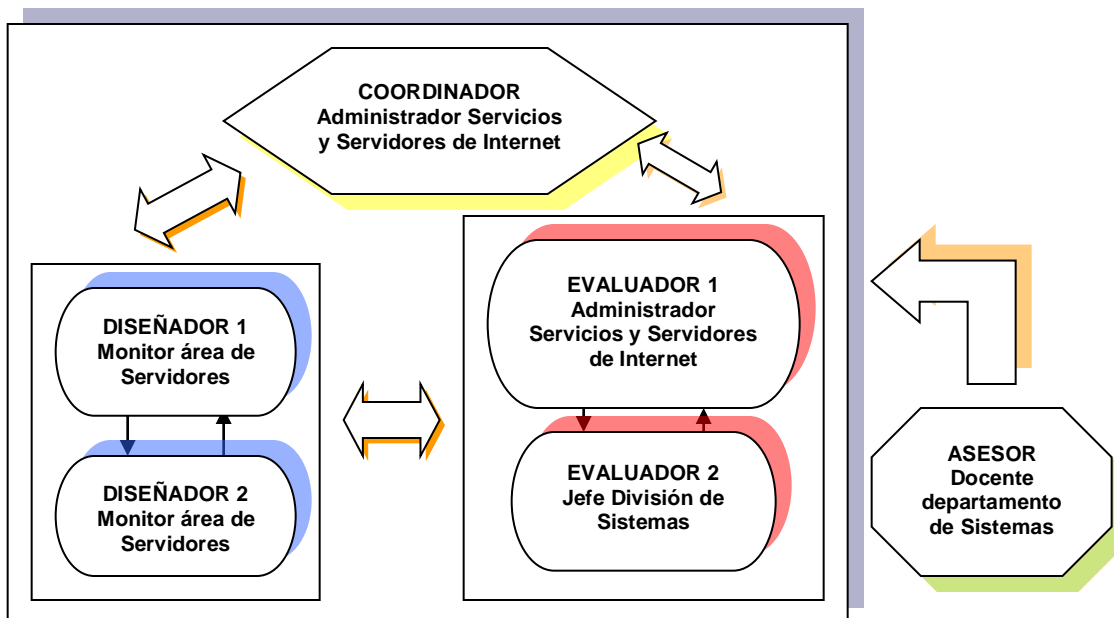 COORDINADOR
Administrador Servicios
y Servidores de Internet
DISEÑADOR 1
Monitor área de
Servidores
DISEÑADOR 2
Monitor área de
Servidores
EVALUADOR 1
Administrador
Servicios y Servidores
de Internet
EVALUADOR 2
Jefe División de
Sistemas
ASESOR
Docente
departamento
de Sistemas